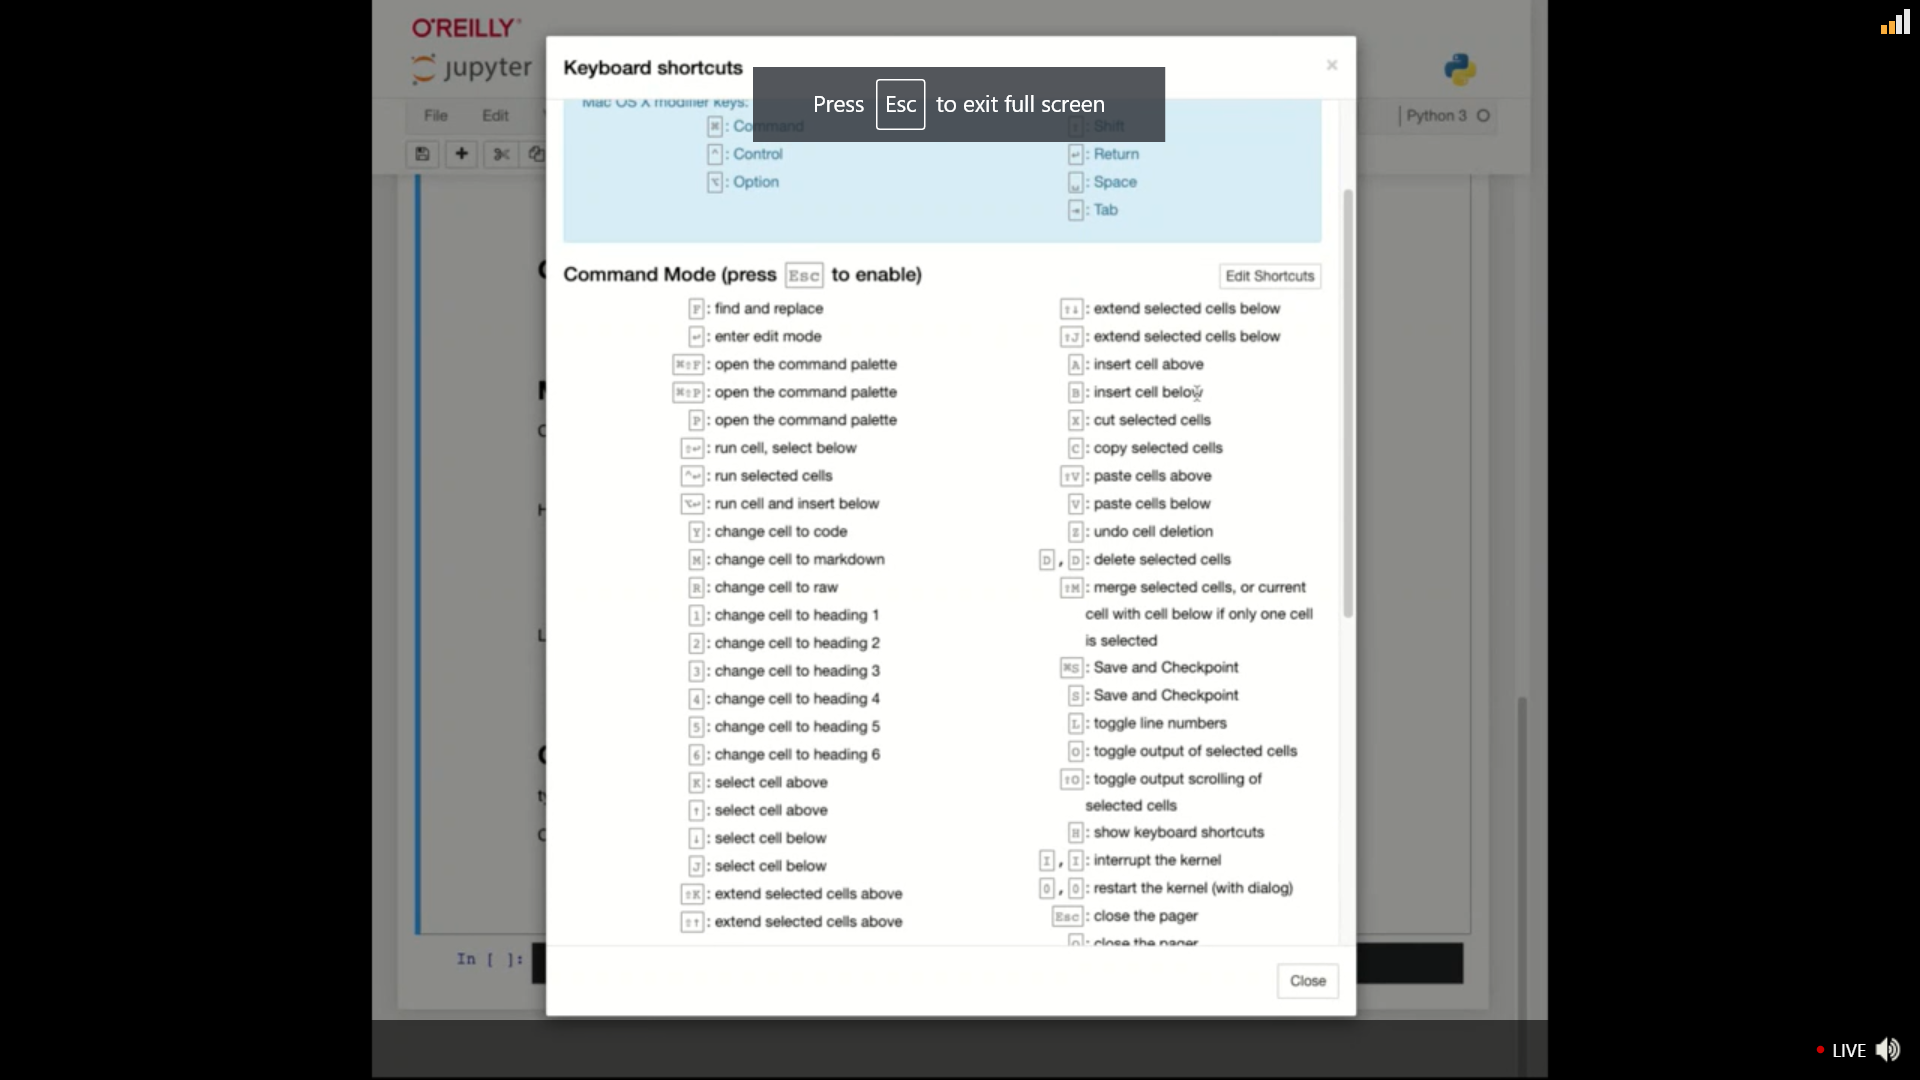 O'REILLY
jupyter
Keyboard shortcuts
×
Press Esc to exit full screen
File Edit
Python 3
Mac OS X modifier keys:
⌘: Command
⇧: Shift
^: Control
↩: Return
⌥: Option
␣: Space
⇥: Tab
Command Mode (press Esc to enable)
Edit Shortcuts
F: find and replace
↩: enter edit mode
⌘⇧F: open the command palette
⌘⇧P: open the command palette
P: open the command palette
⇧↩: run cell, select below
^↩: run selected cells
⌥↩: run cell and insert below
Y: change cell to code
M: change cell to markdown
R: change cell to raw
1: change cell to heading 1
2: change cell to heading 2
3: change cell to heading 3
4: change cell to heading 4
5: change cell to heading 5
6: change cell to heading 6
K: select cell above
↑: select cell above
↓: select cell below
J: select cell below
⇧K: extend selected cells above
⇧↑: extend selected cells above
⇧↓: extend selected cells below
⇧J: extend selected cells below
A: insert cell above
B: insert cell below
X: cut selected cells
C: copy selected cells
⇧V: paste cells above
V: paste cells below
Z: undo cell deletion
D, D: delete selected cells
⇧M: merge selected cells, or current
cell with cell below if only one cell
is selected
⌘S: Save and Checkpoint
S: Save and Checkpoint
L: toggle line numbers
O: toggle output of selected cells
⇧O: toggle output scrolling of
selected cells
H: show keyboard shortcuts
I, I: interrupt the kernel
0, 0: restart the kernel (with dialog)
Esc: close the pager
Q: close the pager
In [ ]:
Close
LIVE